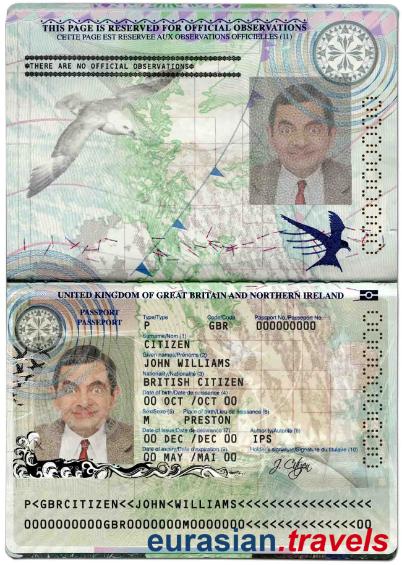 THIS PAGE IS RESERVED FOR OFFICIAL OBSERVATIONS
CETTE PAGE EST RESERVEE AUX OBSERVATIONS OFFICIELLES (11)
*THERE ARE NO OFFICIAL OBSERVATIONS*
UNITED KINGDOM OF GREAT BRITAIN AND NORTHERN IRELAND
PASSPORT
PASSEPORT
Type/Type Code/Code Passport No./Passeport No.
P GBR 000000000
Surname/Nom (1)
CITIZEN
Given names/Prénoms (2)
JOHN WILLIAMS
Nationality/Nationalité (3)
BRITISH CITIZEN
Date of birth/Date de naissance (4)
00 OCT /OCT 00
Sex/Sexe (5) Place of birth/Lieu de naissance (6)
M PRESTON
Date of issue/Date de délivrance (7) Authority/Autorité (8)
00 DEC /DEC 00 IPS
Date of expiry/Date d'expiration (9) Holder's signature/Signature du titulaire (10)
00 MAY /MAI 00 J. Citizen
P<GBRCITIZEN<<JOHN<WILLIAMS<<<<<<<<<<<<<<<<<
0000000000GBR0000000M0000000<<<<<<<<<<<<<<00
eurasian.travels